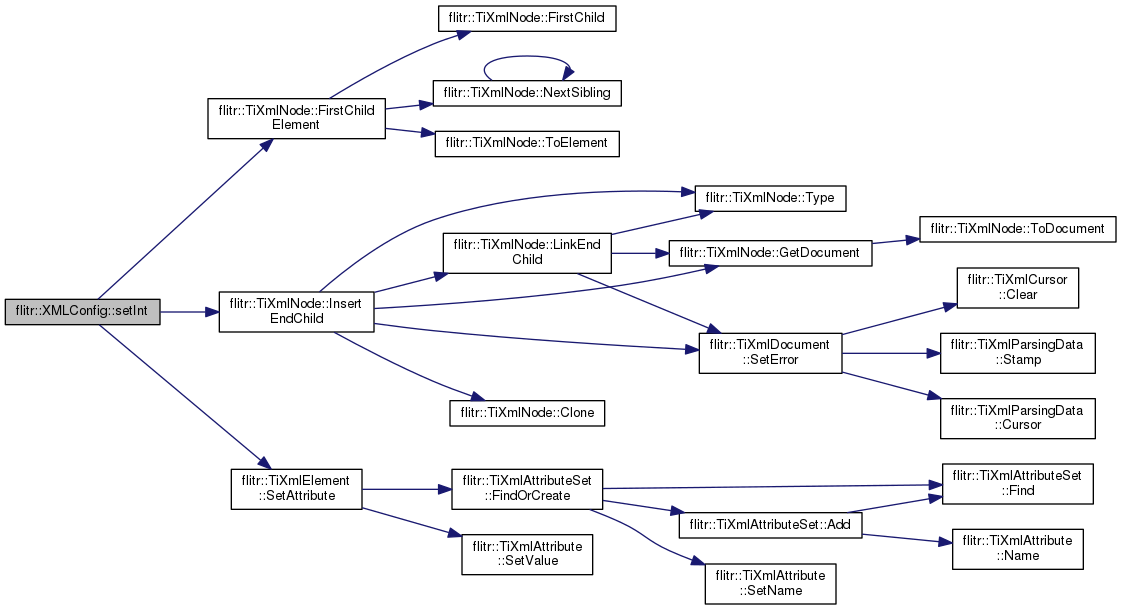 flitr::TiXmlNode::FirstChild
flitr::TiXmlNode::NextSibling
flitr::TiXmlNode::FirstChild
Element
flitr::TiXmlNode::ToElement
flitr::TiXmlNode::Type
flitr::TiXmlNode::ToDocument
flitr::TiXmlNode::LinkEnd
Child
flitr::TiXmlNode::GetDocument
flitr::TiXmlCursor
::Clear
flitr::XMLConfig::setInt
flitr::TiXmlNode::Insert
EndChild
flitr::TiXmlDocument
::SetError
flitr::TiXmlParsingData
::Stamp
flitr::TiXmlNode::Clone
flitr::TiXmlParsingData
::Cursor
flitr::TiXmlElement
::SetAttribute
flitr::TiXmlAttributeSet
::FindOrCreate
flitr::TiXmlAttributeSet
::Find
flitr::TiXmlAttributeSet::Add
flitr::TiXmlAttribute
::SetValue
flitr::TiXmlAttribute
::Name
flitr::TiXmlAttribute
::SetName